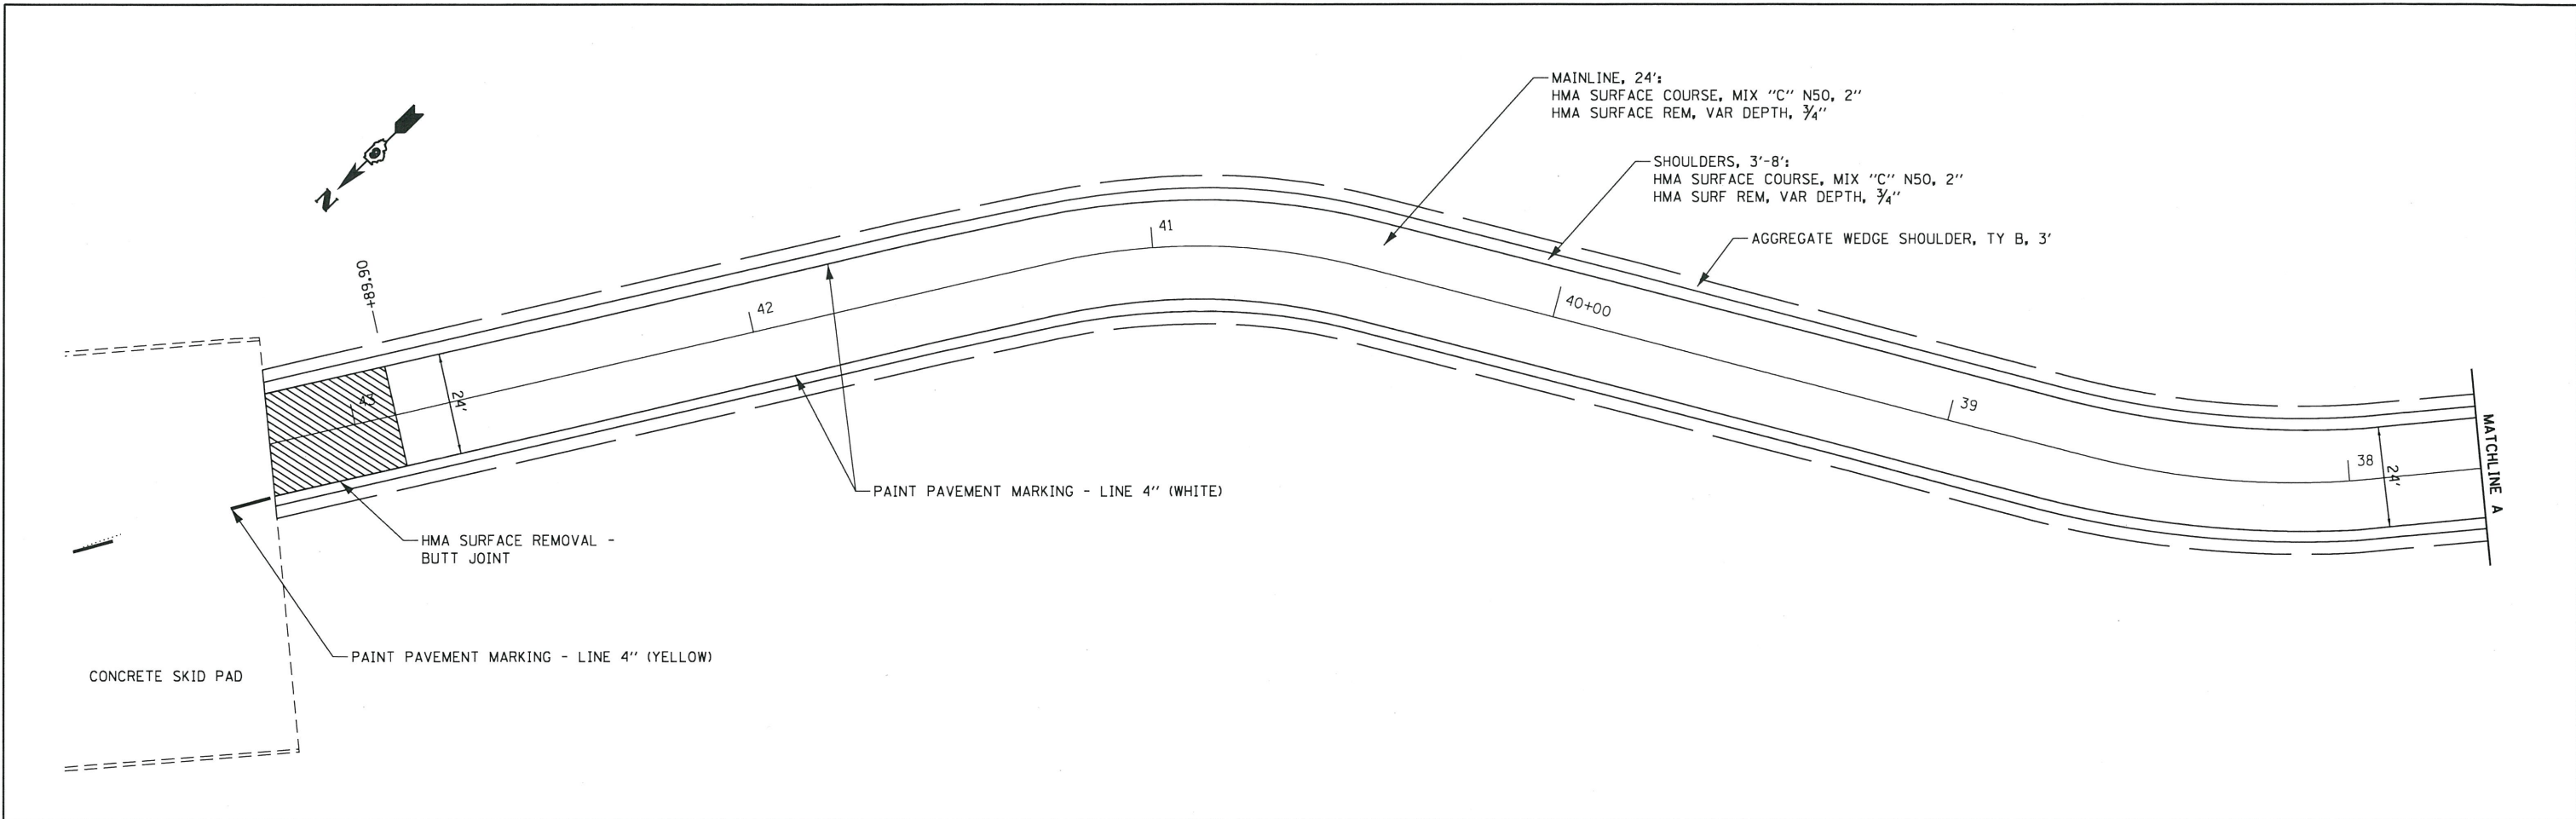 MAINLINE, 24':
HMA SURFACE COURSE, MIX "C" N50, 2"
HMA SURFACE REM, VAR DEPTH, 3/4"
SHOULDERS, 3'-8':
HMA SURFACE COURSE, MIX "C" N50, 2"
HMA SURF REM, VAR DEPTH, 3/4"
AGGREGATE WEDGE SHOULDER, TY B, 3'
N
+89.90
43
24'
42
41
40+00
39
38
24'
MATCHLINE A
PAINT PAVEMENT MARKING - LINE 4" (WHITE)
HMA SURFACE REMOVAL -
BUTT JOINT
PAINT PAVEMENT MARKING - LINE 4" (YELLOW)
CONCRETE SKID PAD